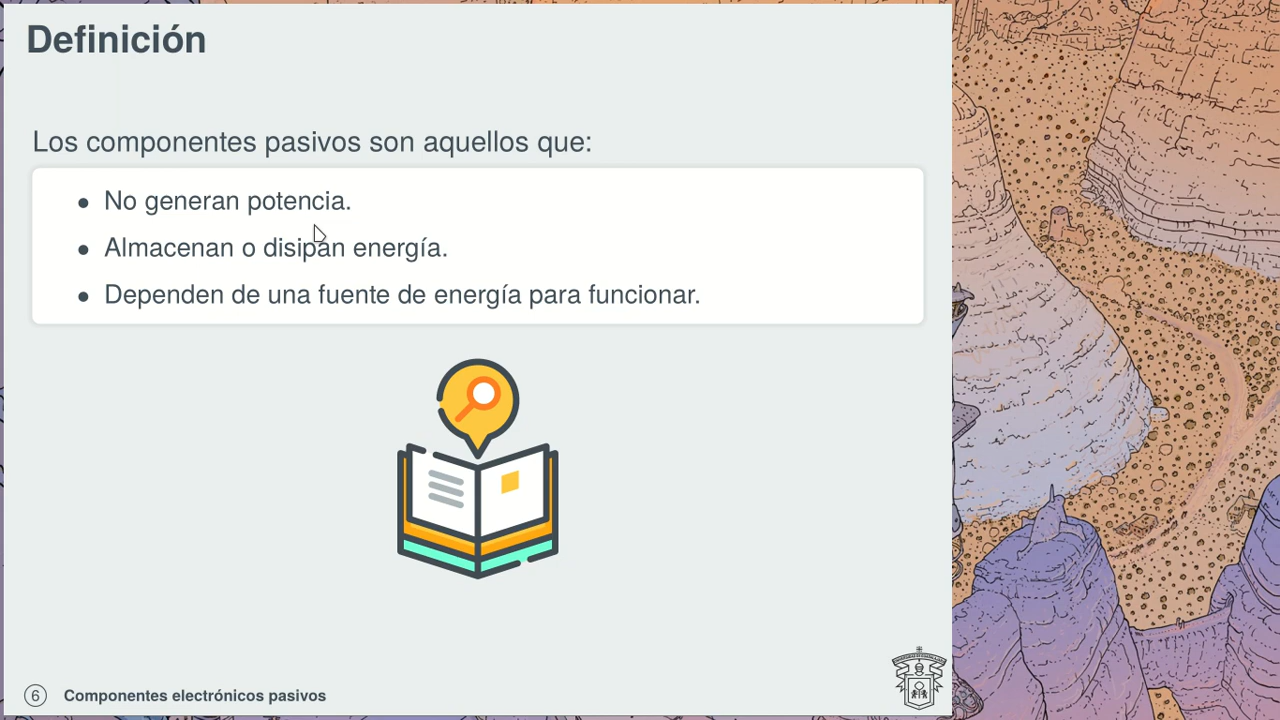 Definición
Los componentes pasivos son aquellos que:
• No generan potencia.
• Almacenan o disipan energía.
• Dependen de una fuente de energía para funcionar.
6 Componentes electrónicos pasivos